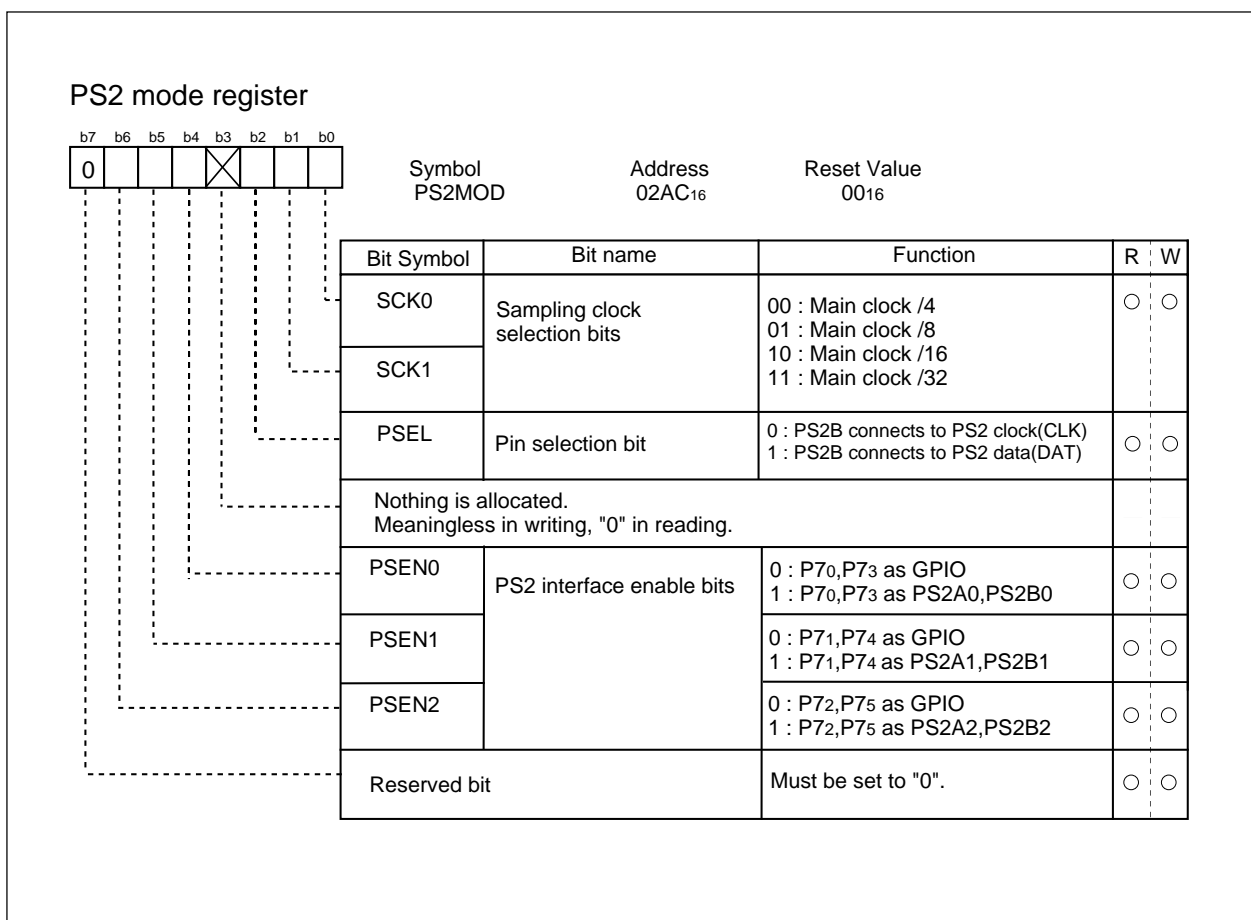 PS2 mode register
b7 b6 b5 b4 b3 b2 b1 b0
0
Symbol Address Reset Value
PS2MOD 02AC16 0016
Bit Symbol Bit name Function R W
SCK0
Sampling clock
selection bits
00 : Main clock /4
01 : Main clock /8
10 : Main clock /16
11 : Main clock /32
SCK1
PSEL
Pin selection bit
0 : PS2B connects to PS2 clock(CLK)
1 : PS2B connects to PS2 data(DAT)
Nothing is allocated.
Meaningless in writing, "0" in reading.
PSEN0
PS2 interface enable bits
0 : P70,P73 as GPIO
1 : P70,P73 as PS2A0,PS2B0
PSEN1
0 : P71,P74 as GPIO
1 : P71,P74 as PS2A1,PS2B1
PSEN2
0 : P72,P75 as GPIO
1 : P72,P75 as PS2A2,PS2B2
Reserved bit
Must be set to "0".